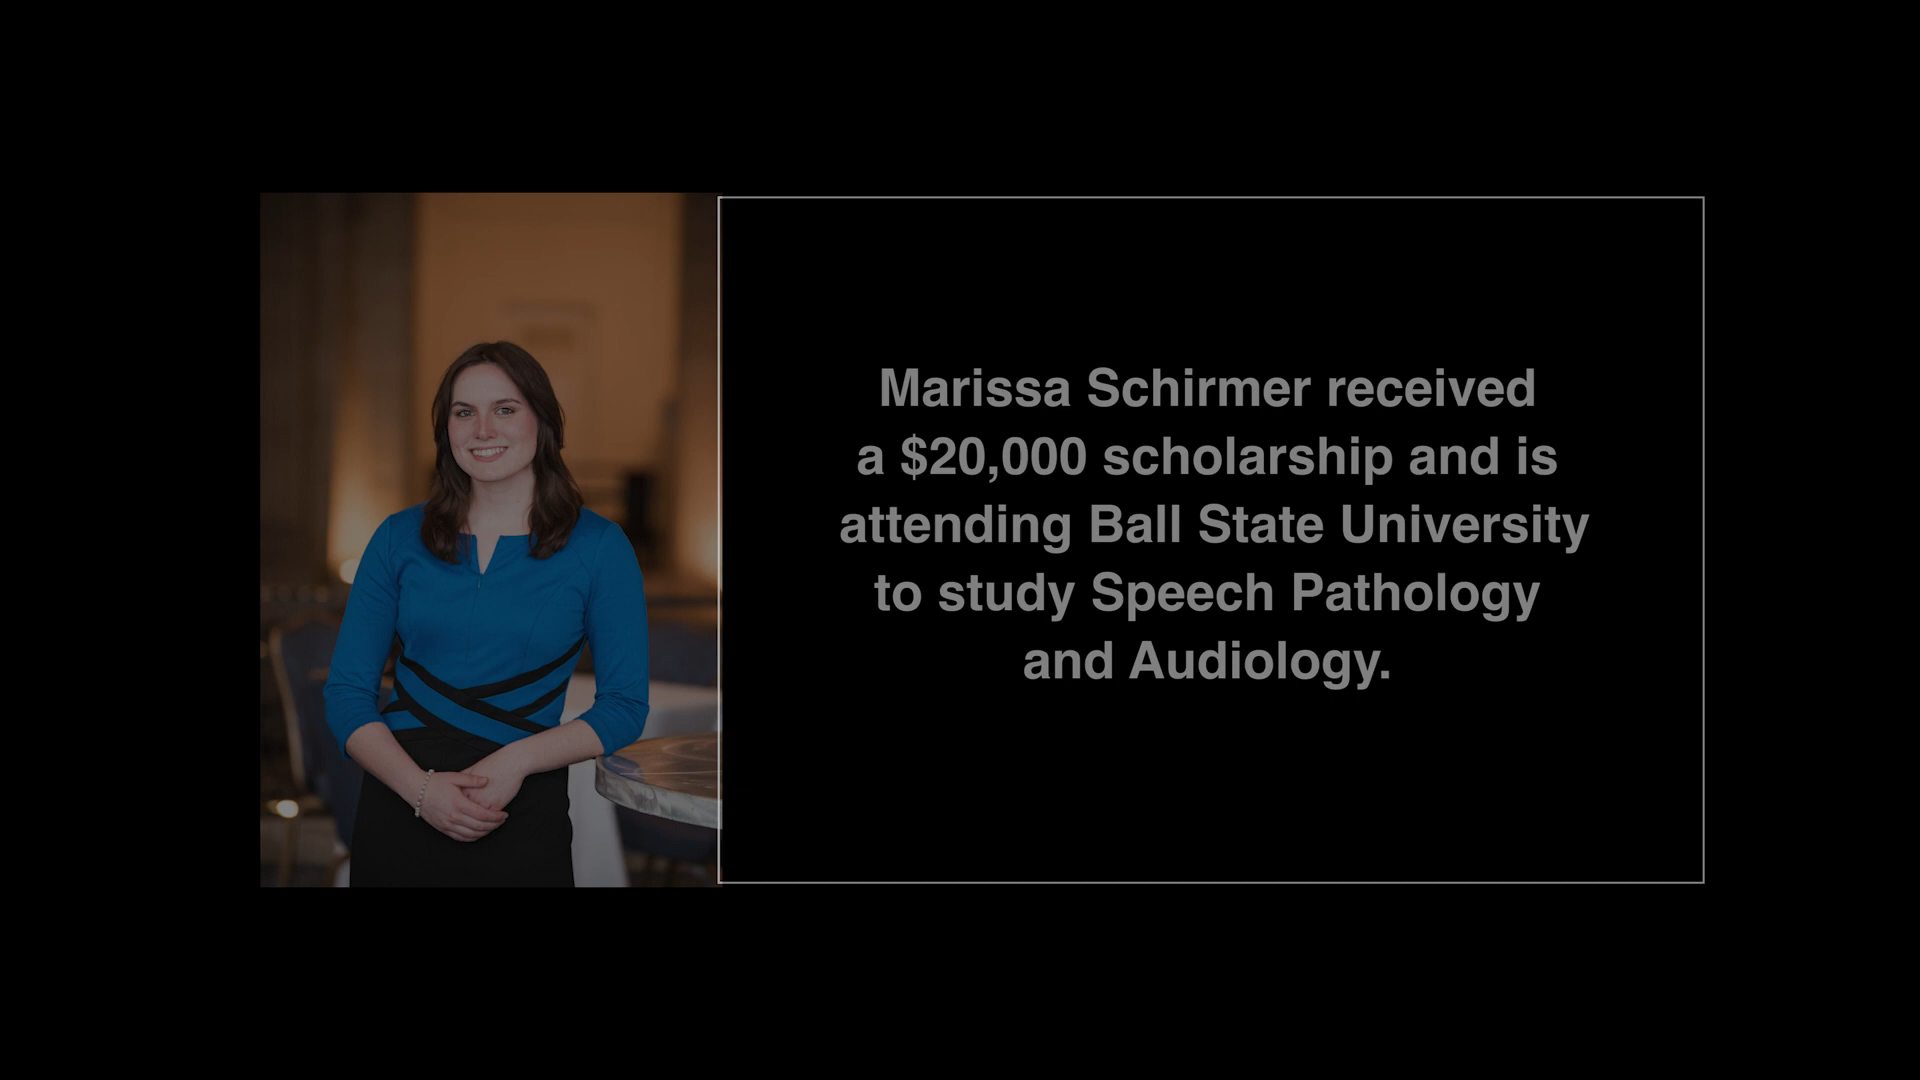 Marissa Schirmer received
a $20,000 scholarship and is
attending Ball State University
to study Speech Pathology
and Audiology.